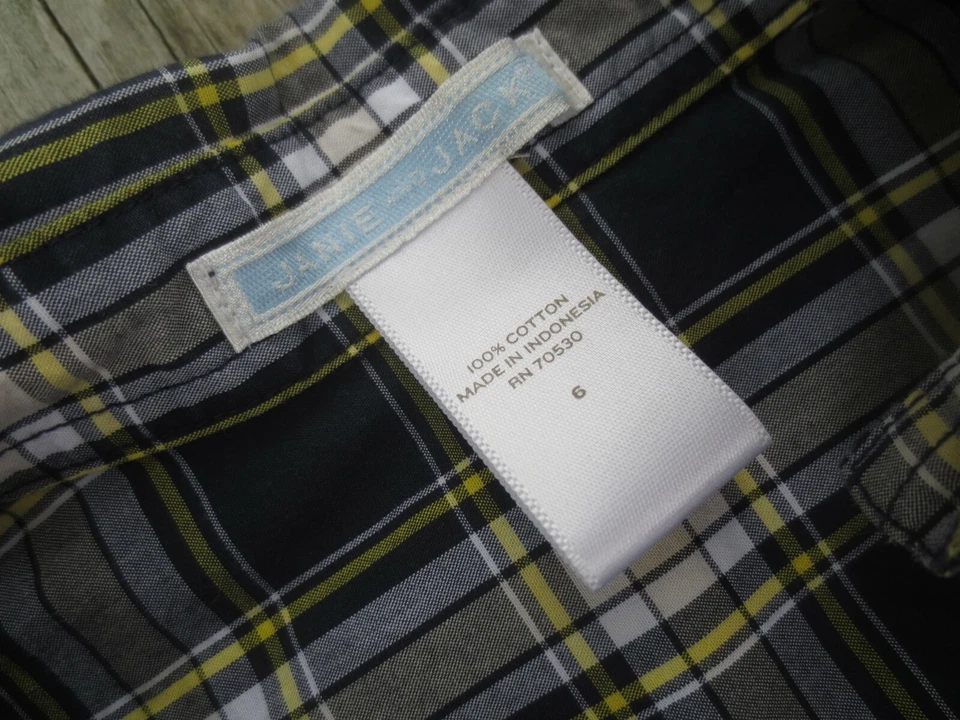 JANIE AND JACK
100% COTTON
MADE IN INDONESIA
RN 70530
6